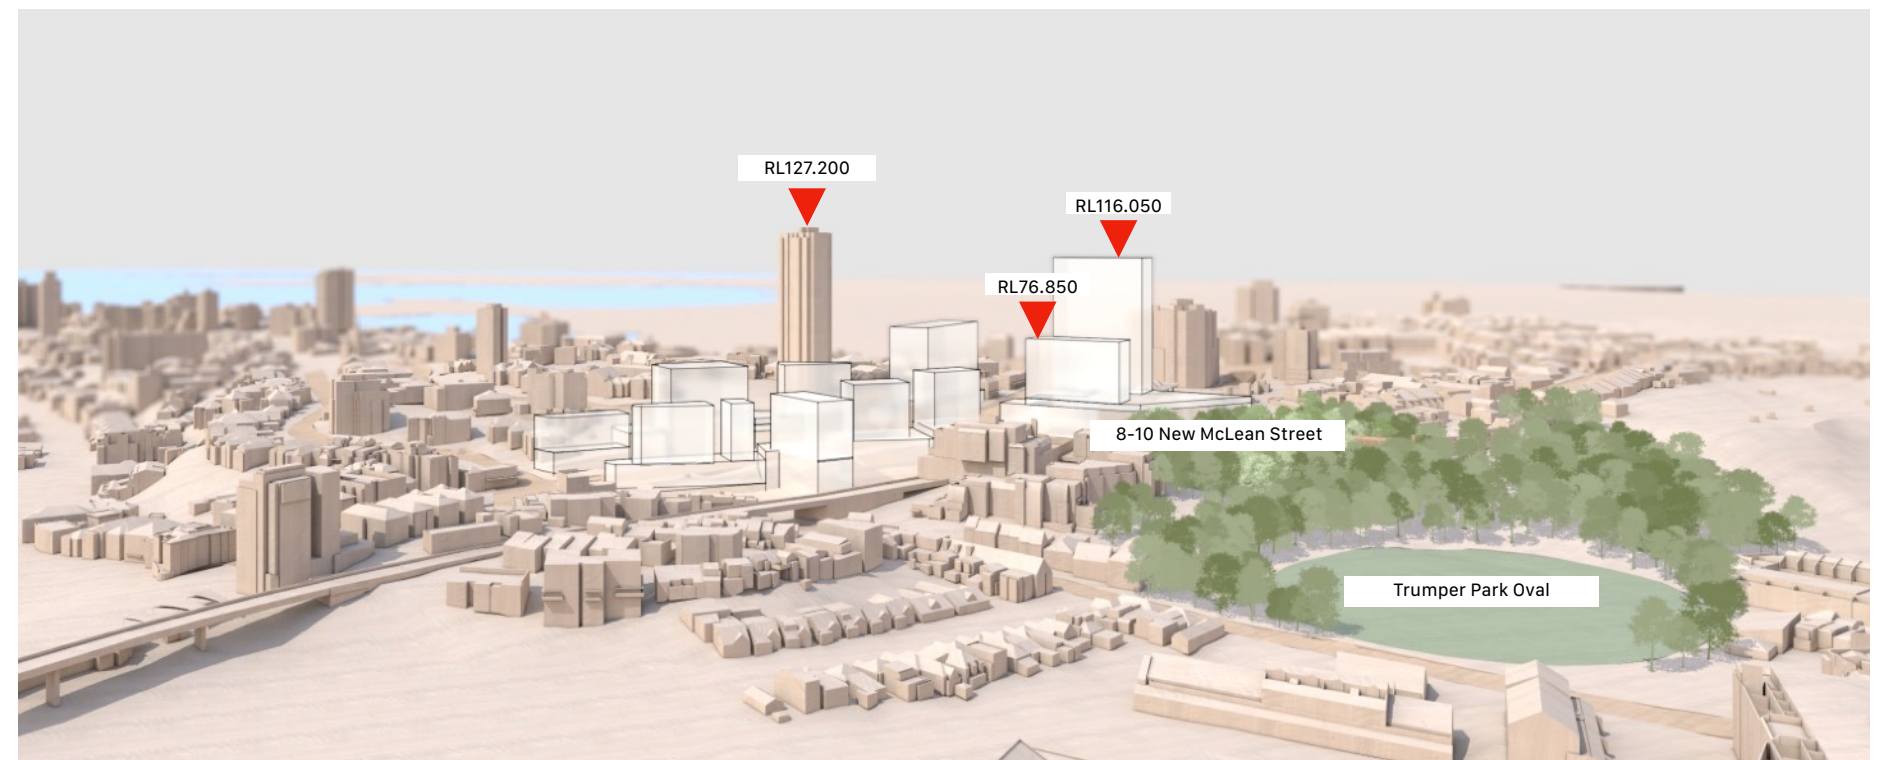 RL127.200
RL116.050
RL76.850
8-10 New McLean Street
Trumper Park Oval